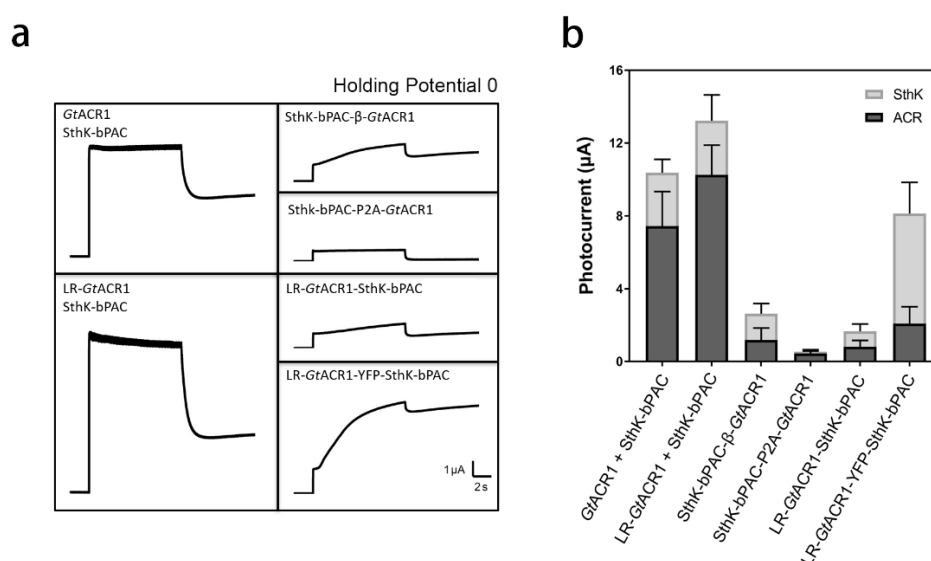 a
Holding Potential 0
GtACR1
SthK-bPAC
SthK-bPAC-β-GtACR1
Sthk-bPAC-P2A-GtACR1
LR-GtACR1
SthK-bPAC
LR-GtACR1-SthK-bPAC
LR-GtACR1-YFP-SthK-bPAC
1µA
2s
b
Photocurrent (µA)
16
12
8
4
0
SthK
ACR
GtACR1 + SthK-bPAC
LR-GtACR1 + SthK-bPAC
SthK-bPAC-β-GtACR1
SthK-bPAC-P2A-GtACR1
LR-GtACR1-SthK-bPAC
LR-GtACR1-YFP-SthK-bPAC